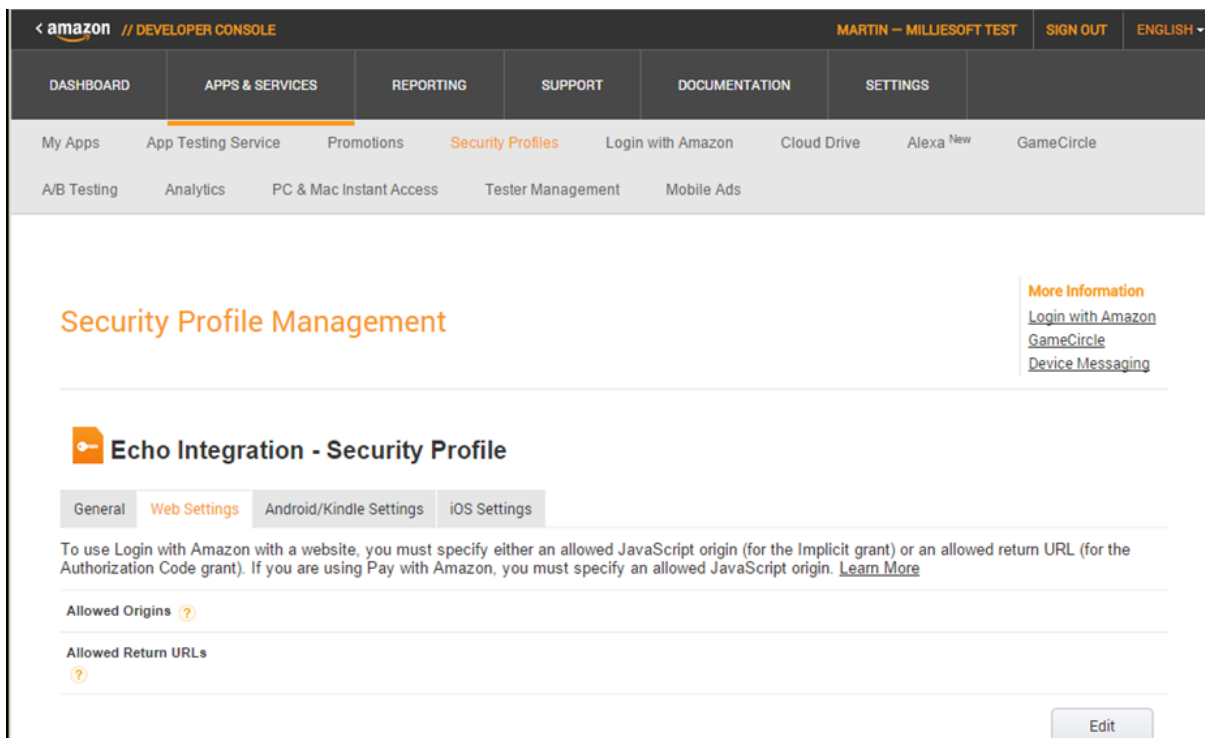 < amazon // DEVELOPER CONSOLE MARTIN — MILLIESOFT TEST SIGN OUT ENGLISH
DASHBOARD APPS & SERVICES REPORTING SUPPORT DOCUMENTATION SETTINGS
My Apps App Testing Service Promotions Security Profiles Login with Amazon Cloud Drive Alexa New GameCircle
A/B Testing Analytics PC & Mac Instant Access Tester Management Mobile Ads
More Information
Security Profile Management
Login with Amazon
GameCircle
Device Messaging
Echo Integration - Security Profile
General Web Settings Android/Kindle Settings iOS Settings
To use Login with Amazon with a website, you must specify either an allowed JavaScript origin (for the Implicit grant) or an allowed return URL (for the
Authorization Code grant). If you are using Pay with Amazon, you must specify an allowed JavaScript origin. Learn More
Allowed Origins ?
Allowed Return URLs
?
Edit